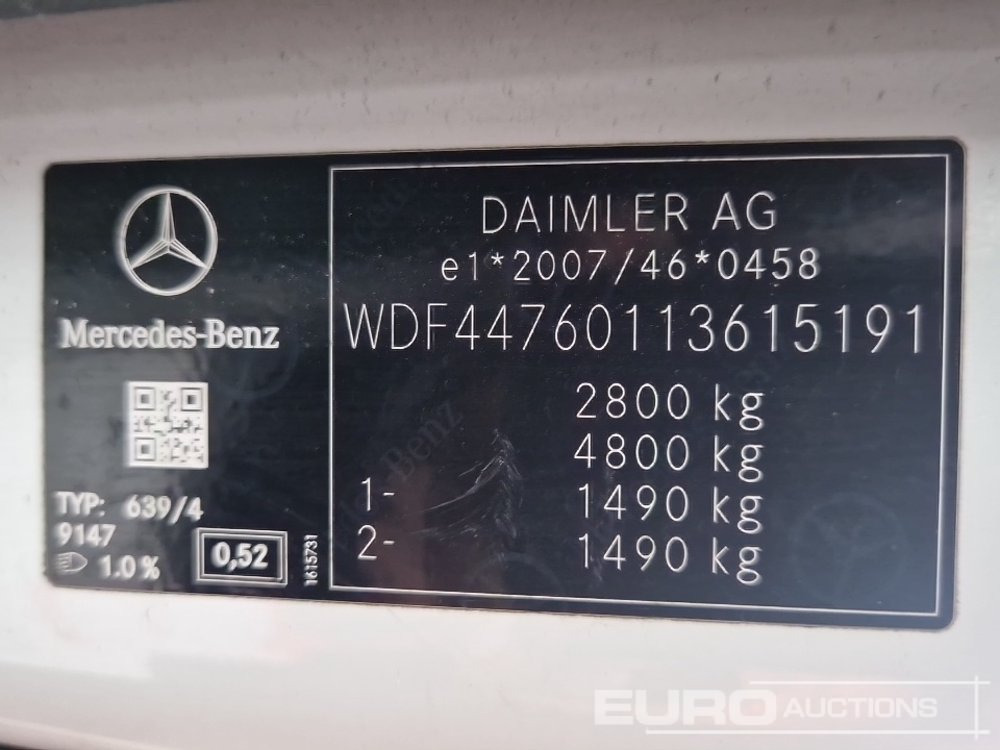 Mercedes-Benz
TYP: 639/4
9147
1.0 %
0,52
1615731
DAIMLER AG
e1*2007/46*0458
WDF44760113615191
2800 kg
4800 kg
1- 1490 kg
2- 1490 kg
EURO AUCTIONS